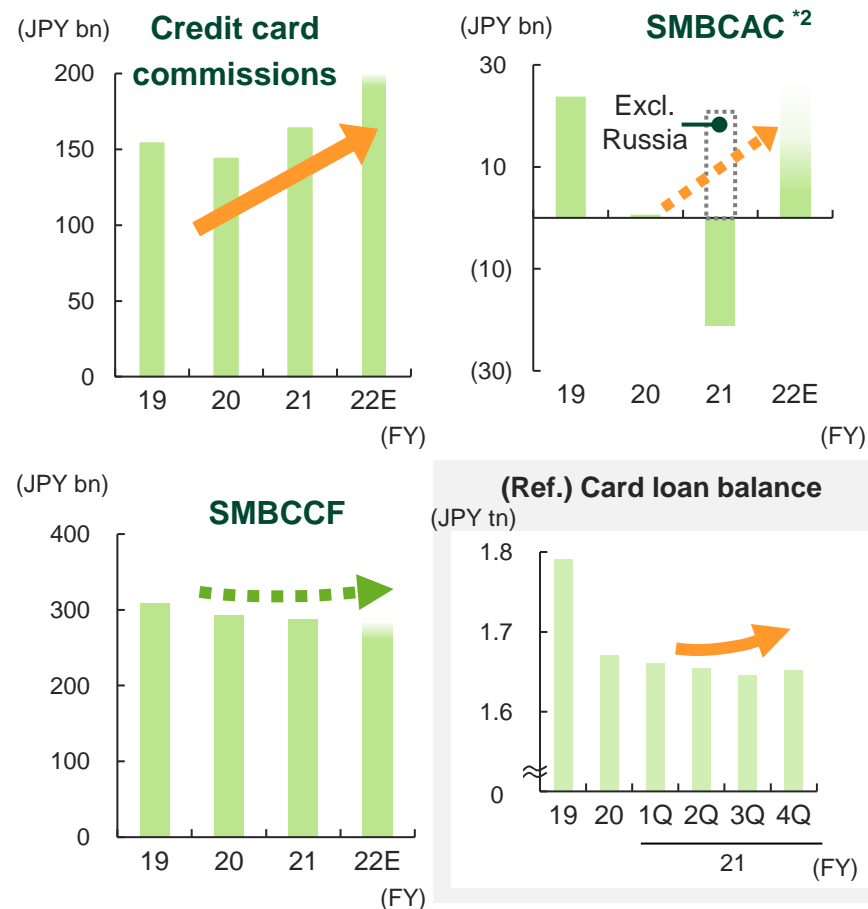 (JPY bn)
Credit card
commissions
200
150
100
50
0
19 20 21 22E
(FY)
(JPY bn)
SMBCAC *2
30
10
(10)
(30)
Excl.
Russia
19 20 21 22E
(FY)
(JPY bn)
SMBCCF
400
300
200
100
0
19 20 21 22E
(FY)
(Ref.) Card loan balance
(JPY tn)
1.8
1.7
1.6
0
19 20 1Q 2Q 3Q 4Q
21
(FY)